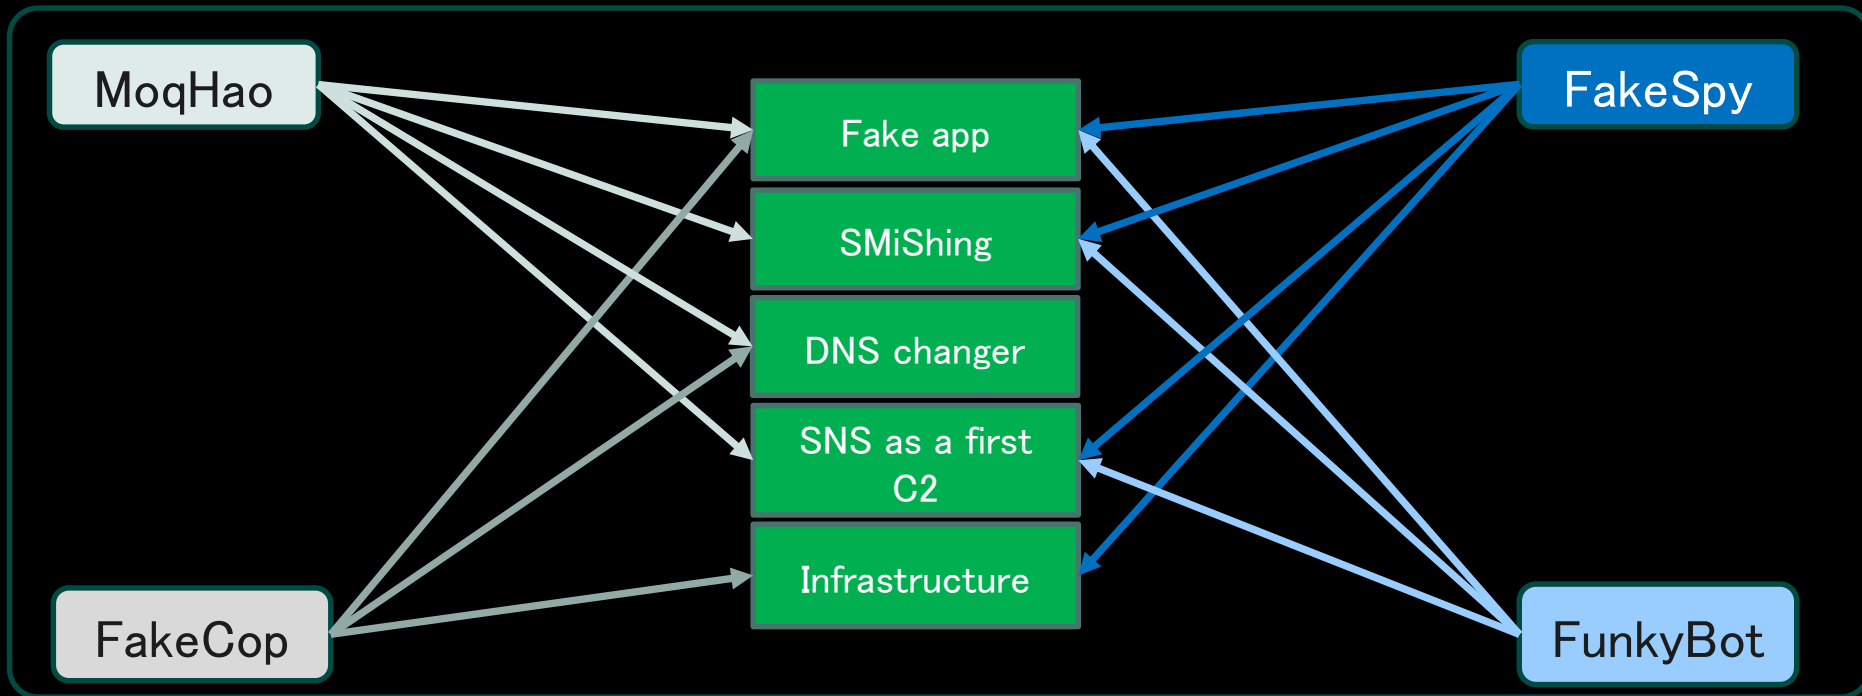 MoqHao
FakeSpy
Fake app
SMiShing
DNS changer
SNS as a first
C2
Infrastructure
FakeCop
FunkyBot